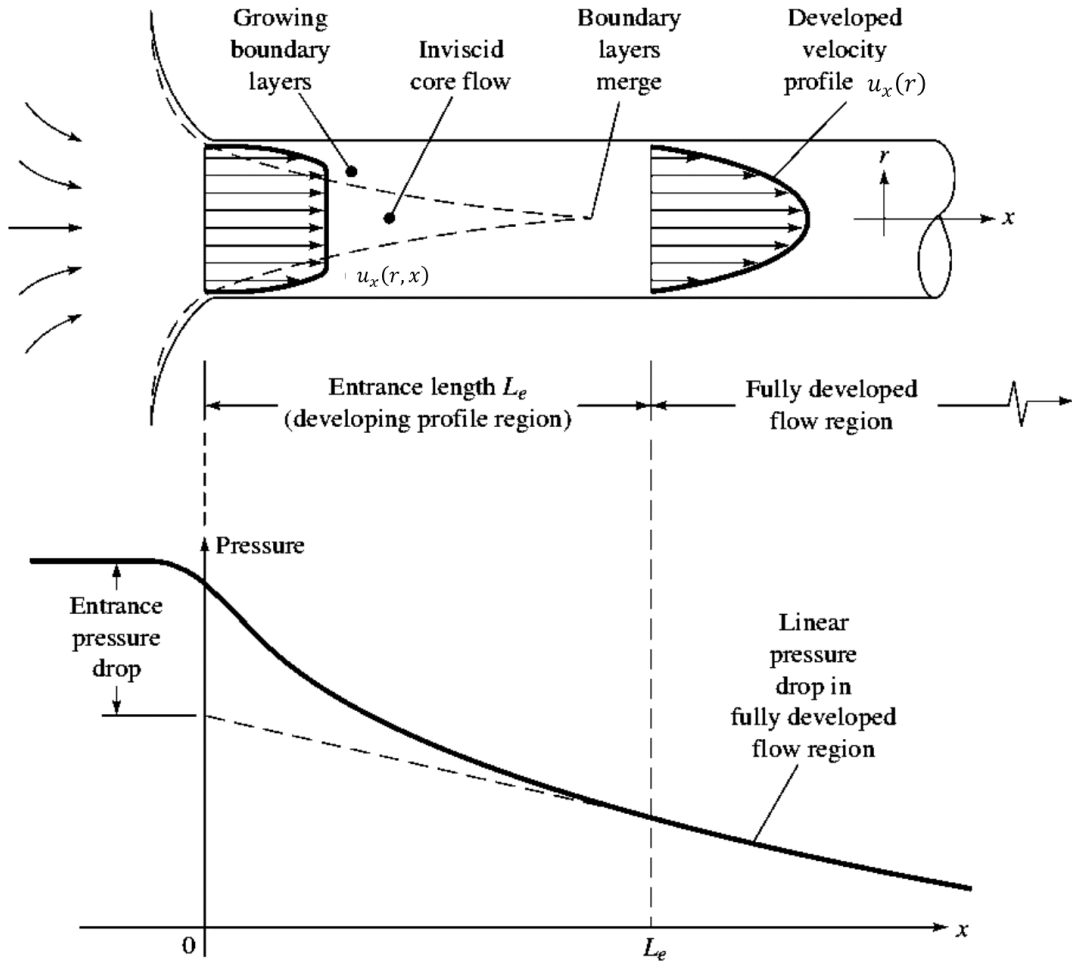 Growing
boundary
layers
Inviscid
core flow
Boundary
layers
merge
Developed
velocity
profile u_x(r)
r
x
u_x(r, x)
Entrance length L_e
(developing profile region)
Fully developed
flow region
Pressure
Entrance
pressure
drop
Linear
pressure
drop in
fully developed
flow region
0
L_e
x